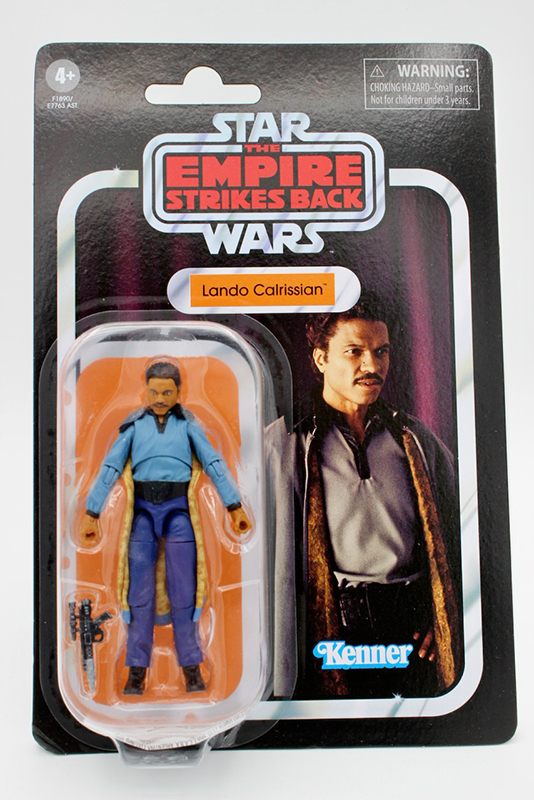 4+
F1890/
E7763 AST.
WARNING:
CHOKING HAZARD–Small parts.
Not for children under 3 years.
STAR
THE
EMPIRE
STRIKES BACK
WARS
Lando Calrissian™
Kenner